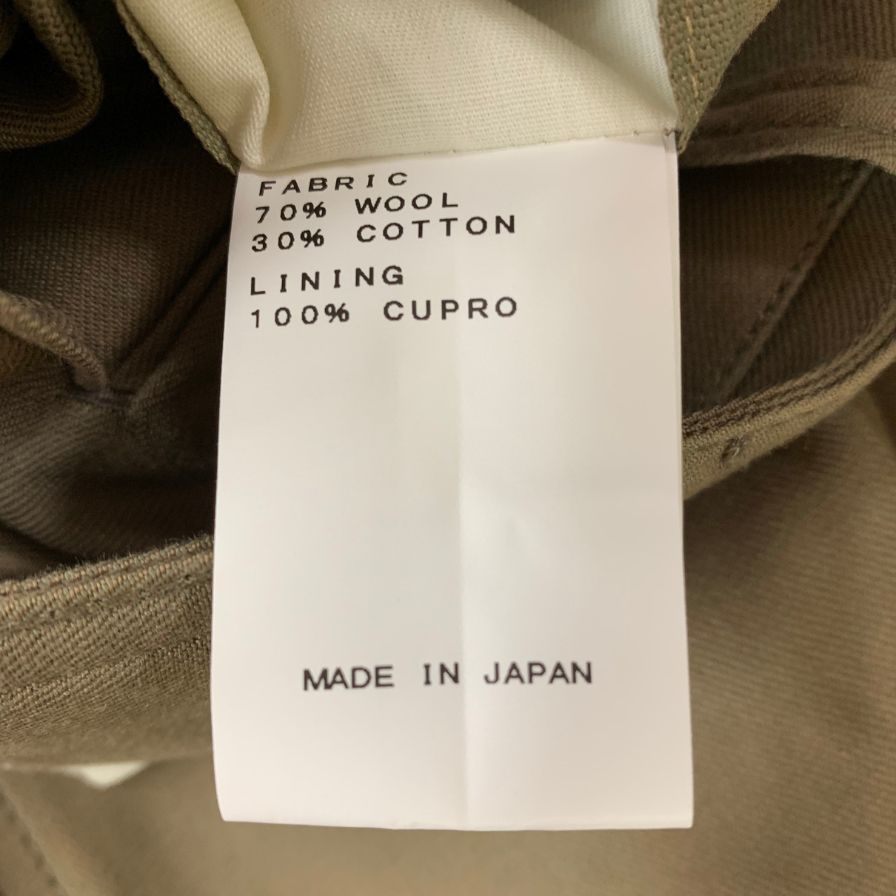 FABRIC
70% WOOL
30% COTTON
LINING
100% CUPRO
MADE IN JAPAN